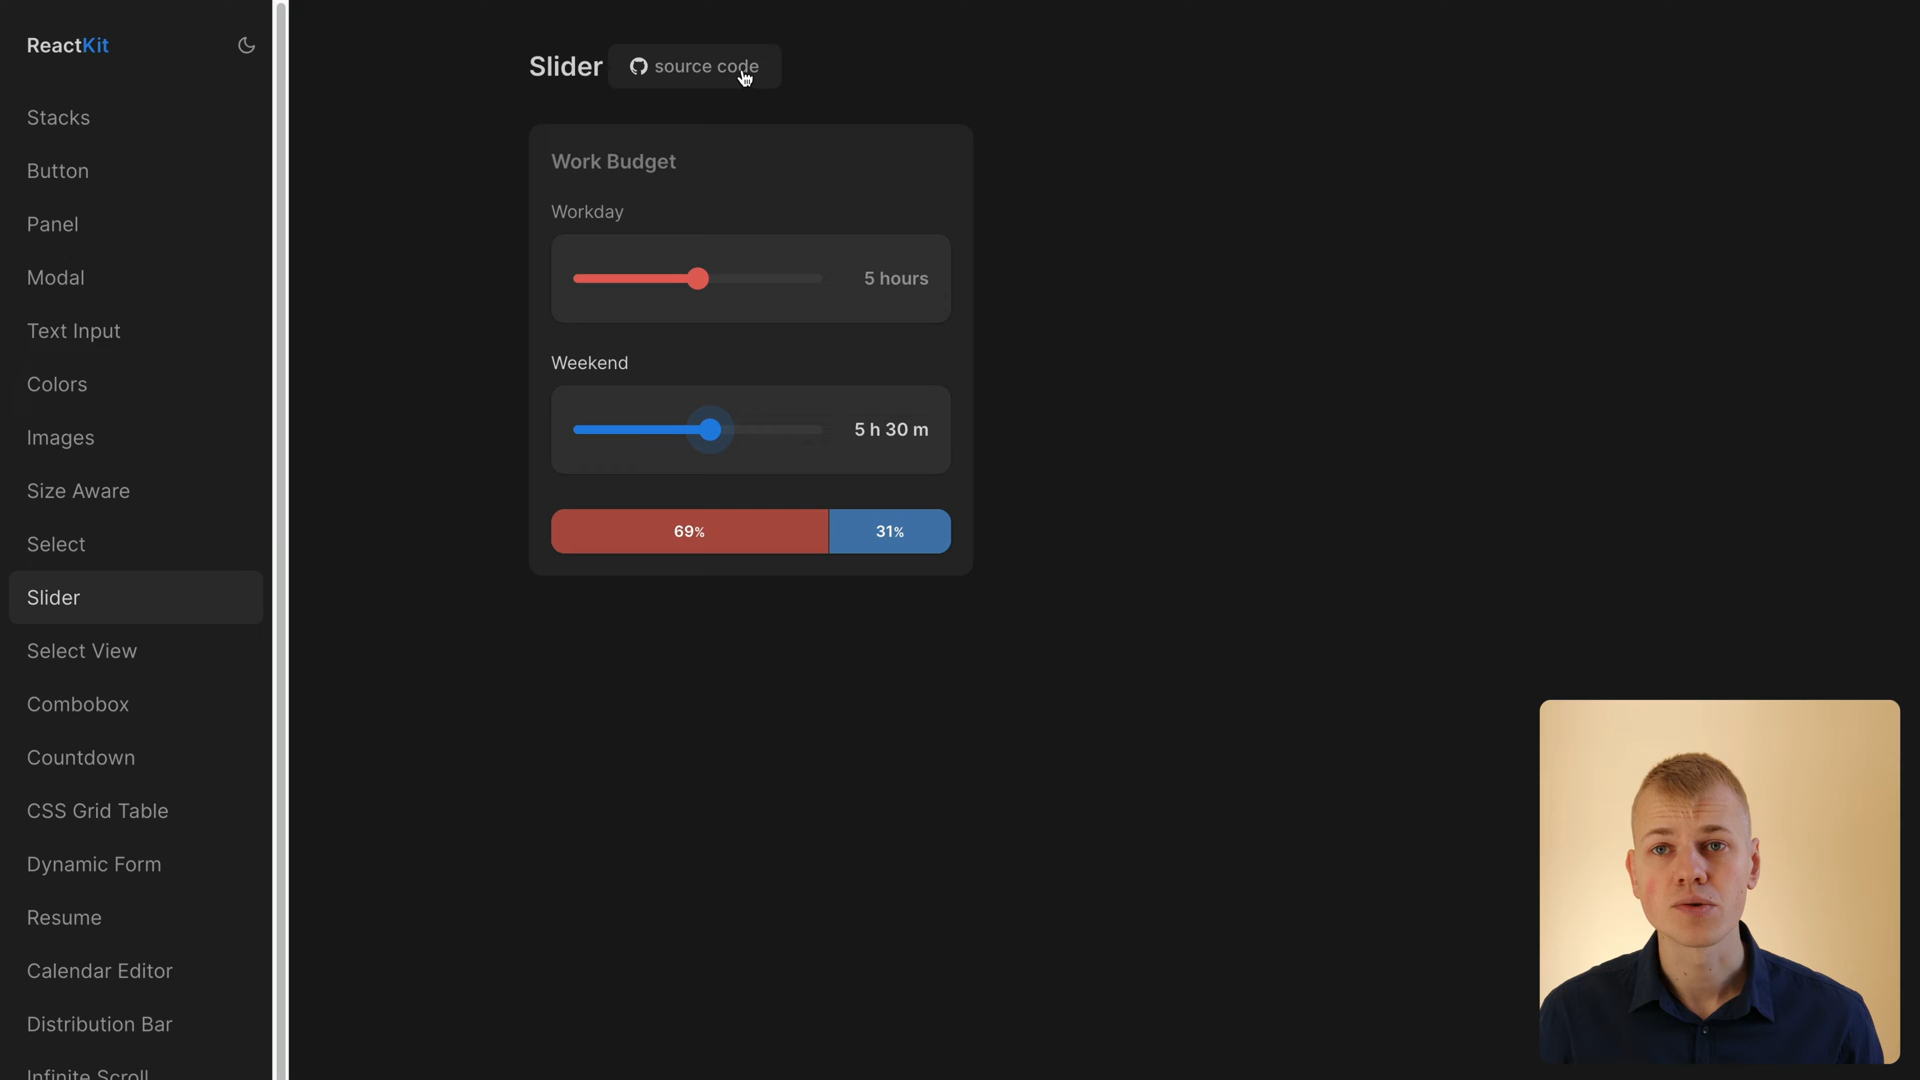 ReactKit
Stacks
Button
Panel
Modal
Text Input
Colors
Images
Size Aware
Select
Slider
Select View
Combobox
Countdown
CSS Grid Table
Dynamic Form
Resume
Calendar Editor
Distribution Bar
Infinite Scroll
Slider
source code
Work Budget
Workday
5 hours
Weekend
5 h 30 m
69% 31%